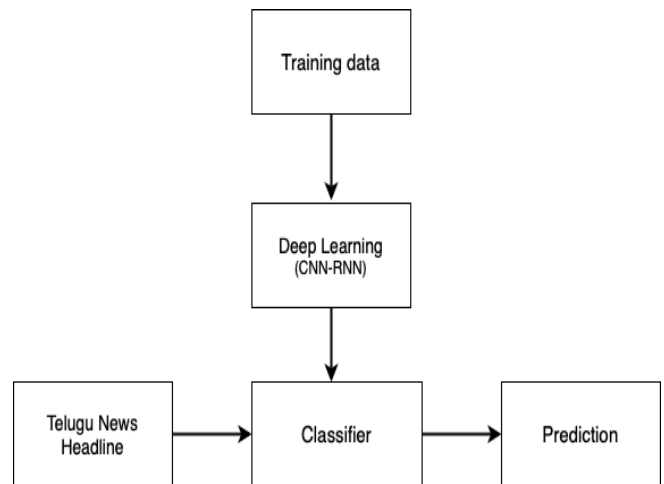 Training data
Deep Learning
(CNN-RNN)
Telugu News
Headline
Classifier
Prediction